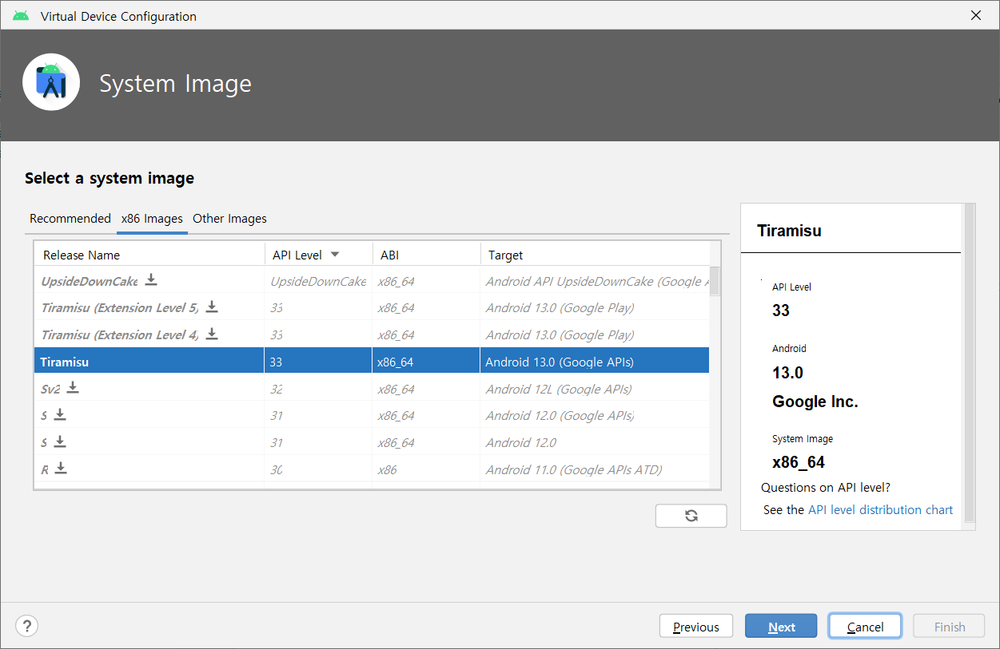 Virtual Device Configuration
System Image
Select a system image
Recommended x86 Images Other Images
Release Name API Level ABI Target
UpsideDownCake UpsideDownCake x86_64 Android API UpsideDownCake (Google A
Tiramisu (Extension Level 5) 33 x86_64 Android 13.0 (Google Play)
Tiramisu (Extension Level 4) 33 x86_64 Android 13.0 (Google Play)
Tiramisu 33 x86_64 Android 13.0 (Google APIs)
Sv2 32 x86_64 Android 12L (Google APIs)
S 31 x86_64 Android 12.0 (Google APIs)
S 31 x86_64 Android 12.0
R 30 x86 Android 11.0 (Google APIs ATD)
Tiramisu
API Level
33
Android
13.0
Google Inc.
System Image
x86_64
Questions on API level?
See the API level distribution chart
? Previous Next Cancel Finish